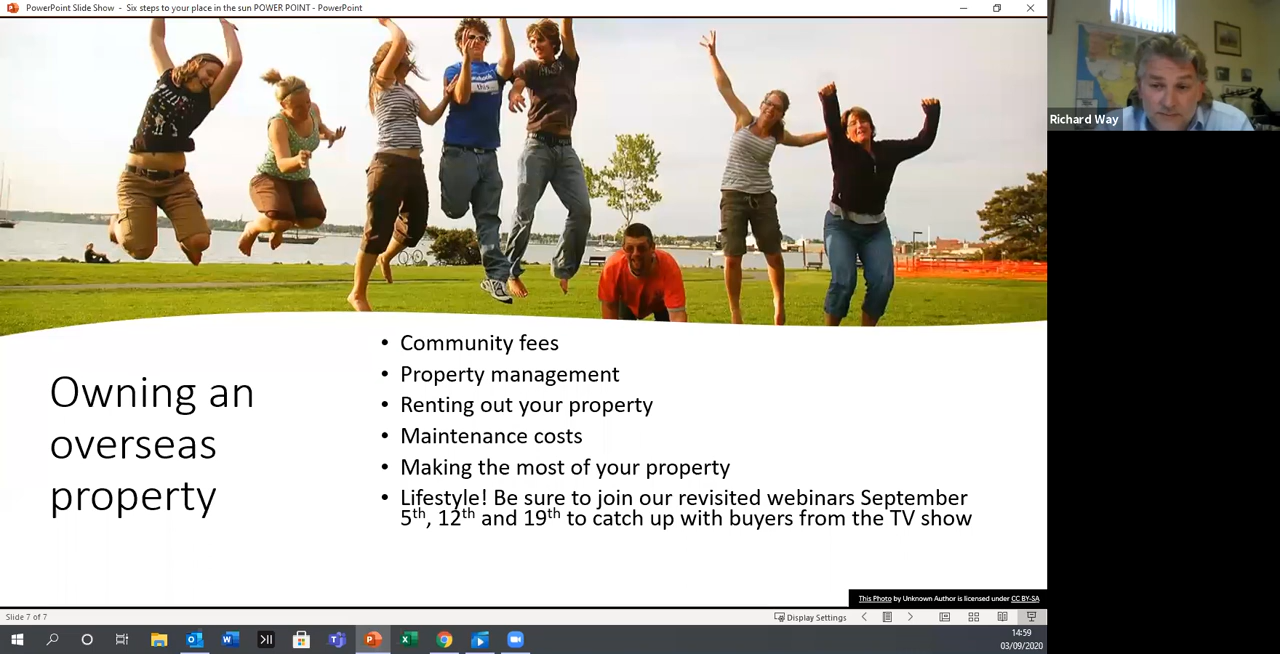 PowerPoint Slide Show - Six steps to your place in the sun POWER POINT - PowerPoint
Richard Way
Owning an
overseas
property
• Community fees
• Property management
• Renting out your property
• Maintenance costs
• Making the most of your property
• Lifestyle! Be sure to join our revisited webinars September
5th, 12th and 19th to catch up with buyers from the TV show
This Photo by Unknown Author is licensed under CC BY-SA
Slide 7 of 7
Display Settings
14:59
03/09/2020